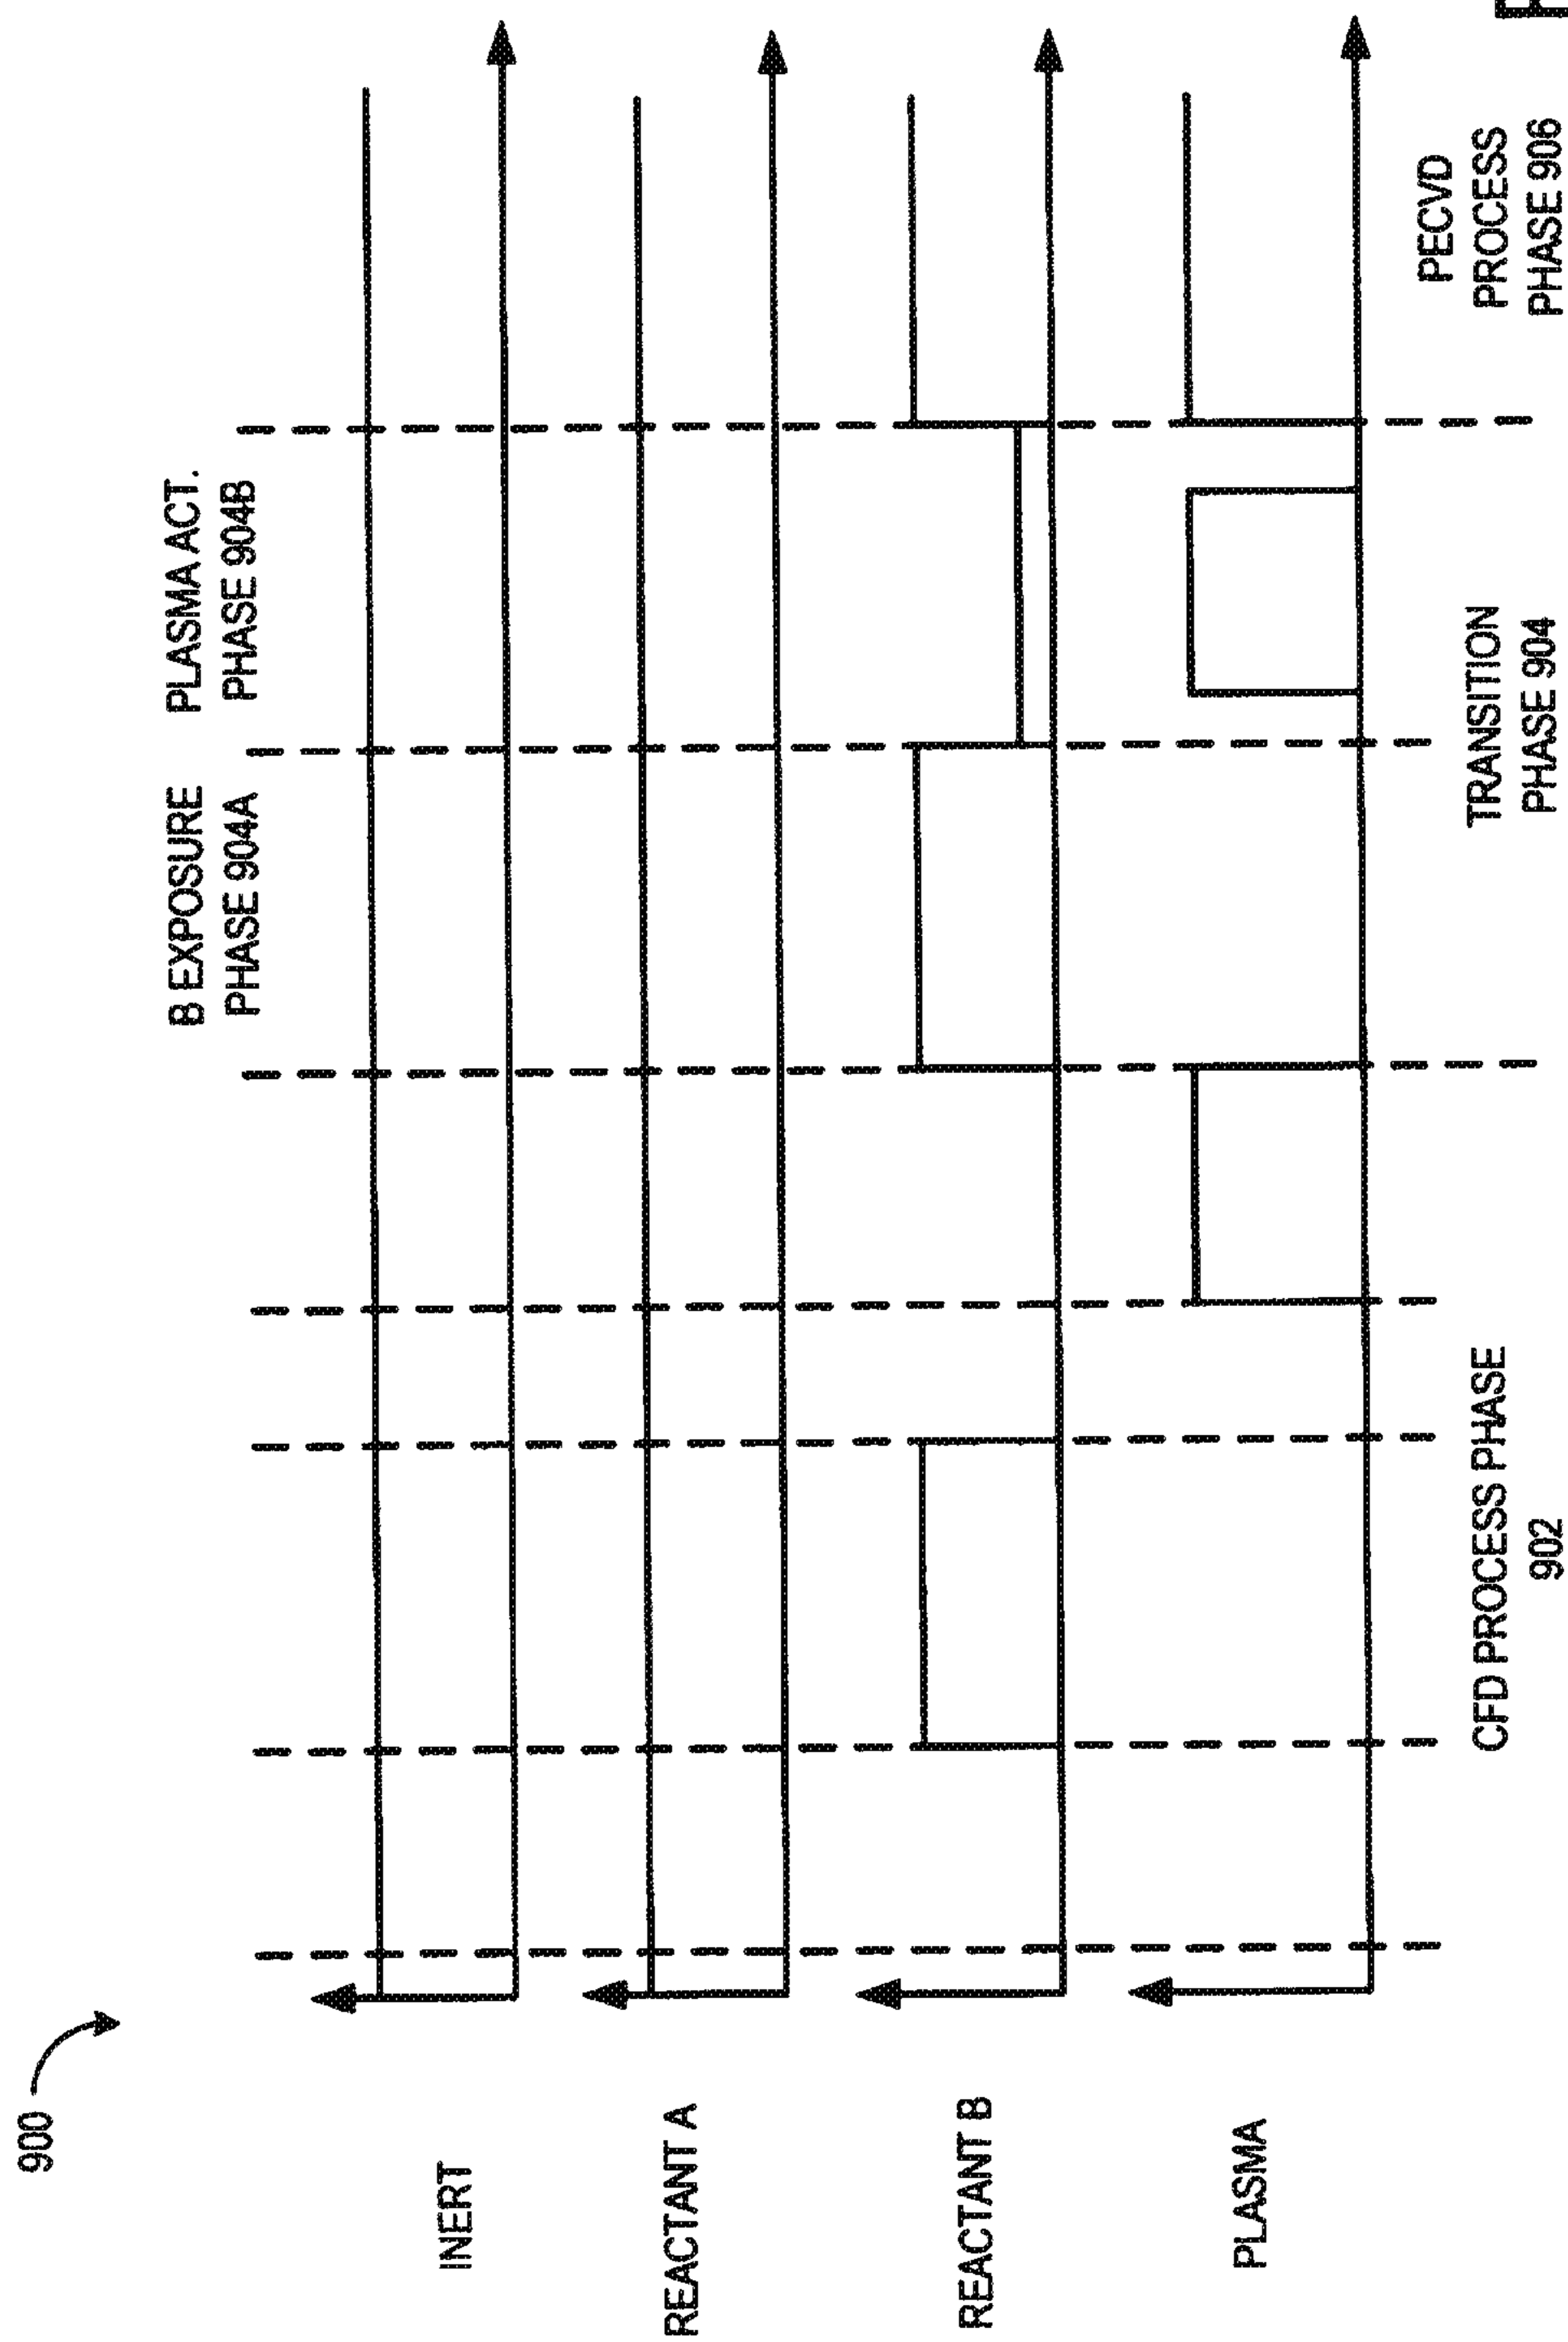 900
B EXPOSURE
PHASE 904A
PLASMA ACT.
PHASE 904B
INERT
REACTANT A
REACTANT B
PLASMA
CFD PROCESS PHASE
902
TRANSITION
PHASE 904
PECVD
PROCESS
PHASE 906